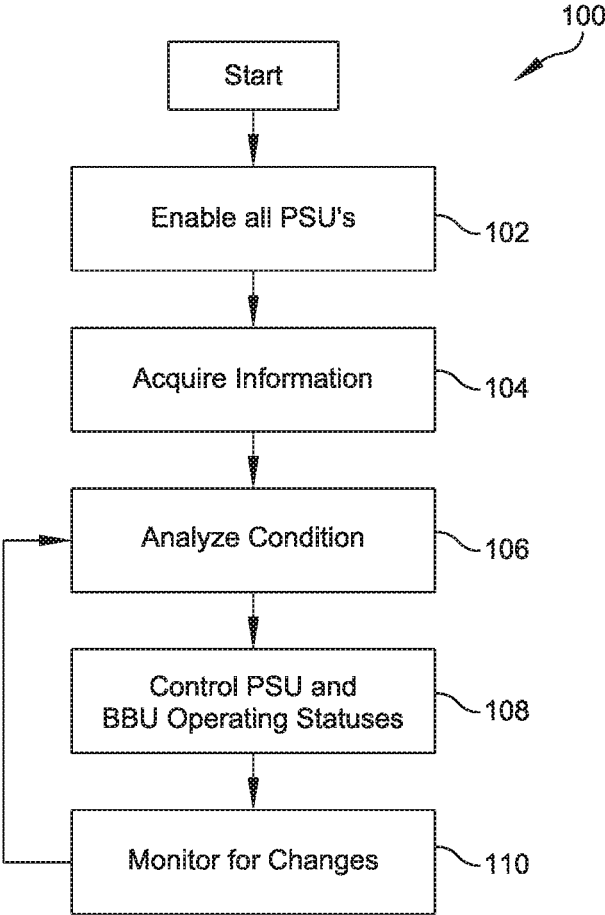 100
Start
Enable all PSU's
102
Acquire Information
104
Analyze Condition
106
Control PSU and
BBU Operating Statuses
108
Monitor for Changes
110